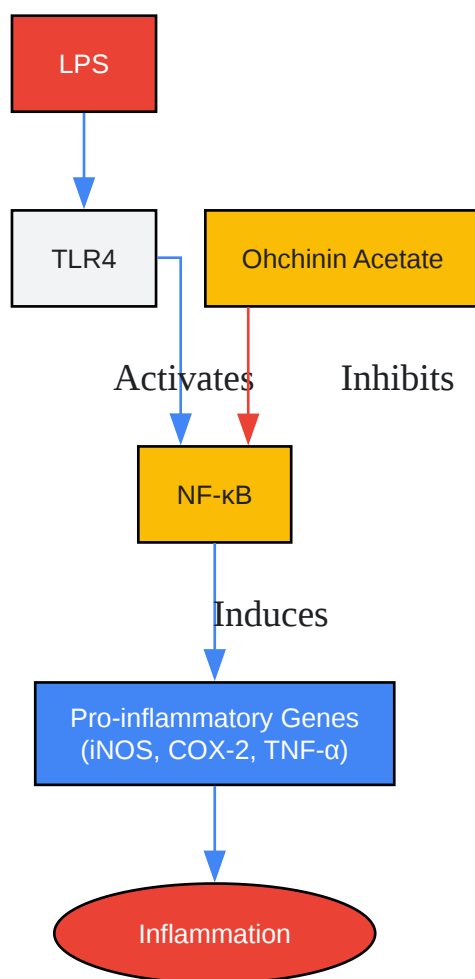 LPS
TLR4
Ohchinin Acetate
Activates
Inhibits
NF-κB
Induces
Pro-inflammatory Genes
(iNOS, COX-2, TNF-α)
Inflammation